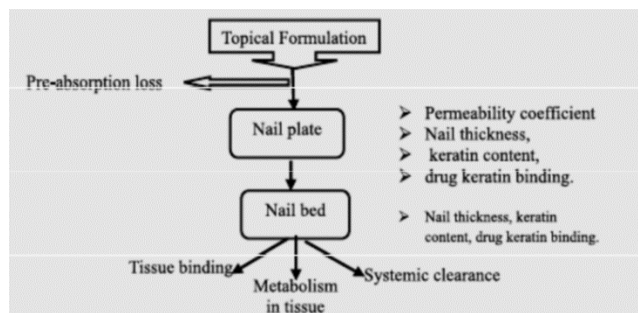 Topical Formulation
Pre-absorption loss
Nail plate
➢ Permeability coefficient
➢ Nail thickness,
➢ keratin content,
➢ drug keratin binding.
Nail bed
➢ Nail thickness, keratin
content, drug keratin binding.
Tissue binding
Metabolism
in tissue
Systemic clearance